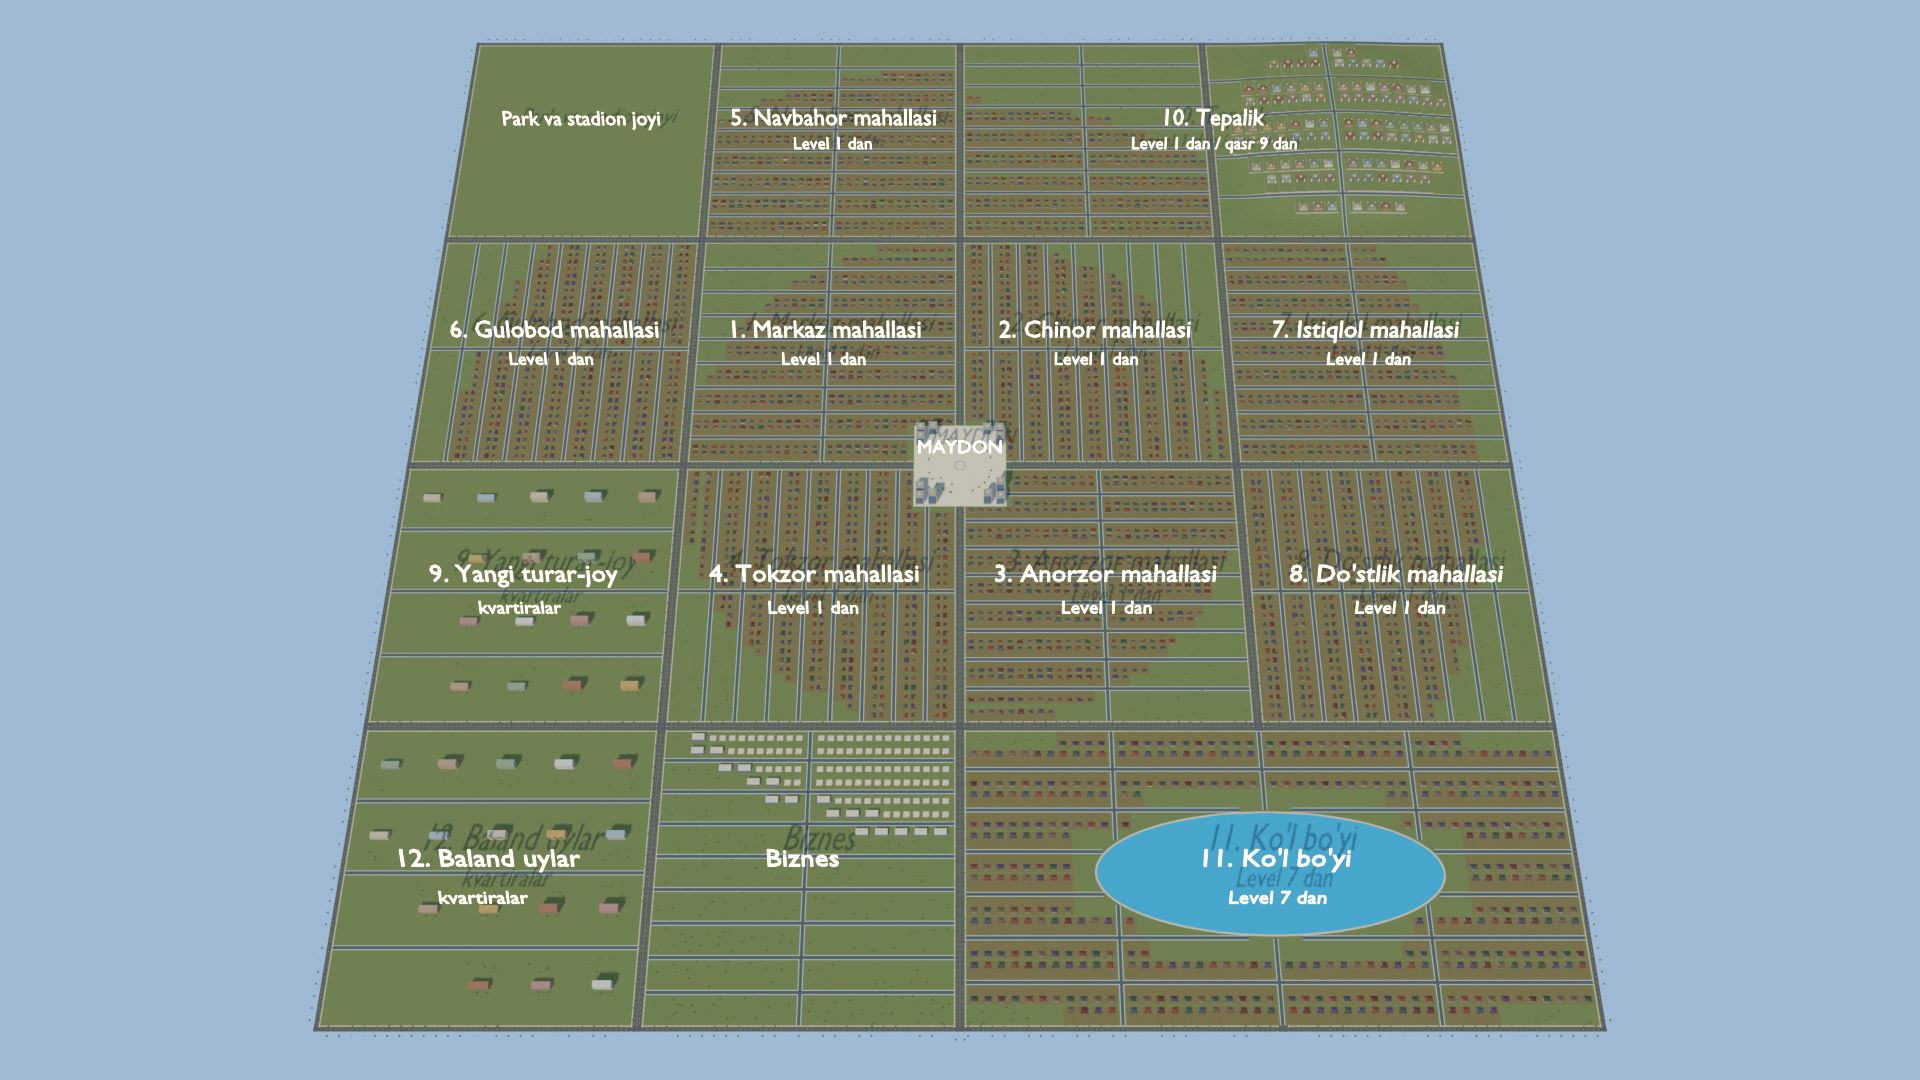 Park va stadion joyi
5. Navbahor mahallasi
Level 1 dan
10. Tepalik
Level 1 dan / qasr 9 dan
6. Gulobod mahallasi
Level 1 dan
1. Markaz mahallasi
Level 1 dan
2. Chinor mahallasi
Level 1 dan
7. Istiqlol mahallasi
Level 1 dan
MAYDON
9. Yangi turar-joy
kvartiralar
4. Tokzor mahallasi
Level 1 dan
3. Anorzor mahallasi
Level 1 dan
8. Do'stlik mahallasi
Level 1 dan
12. Baland uylar
kvartiralar
Biznes
11. Ko'l bo'yi
Level 7 dan